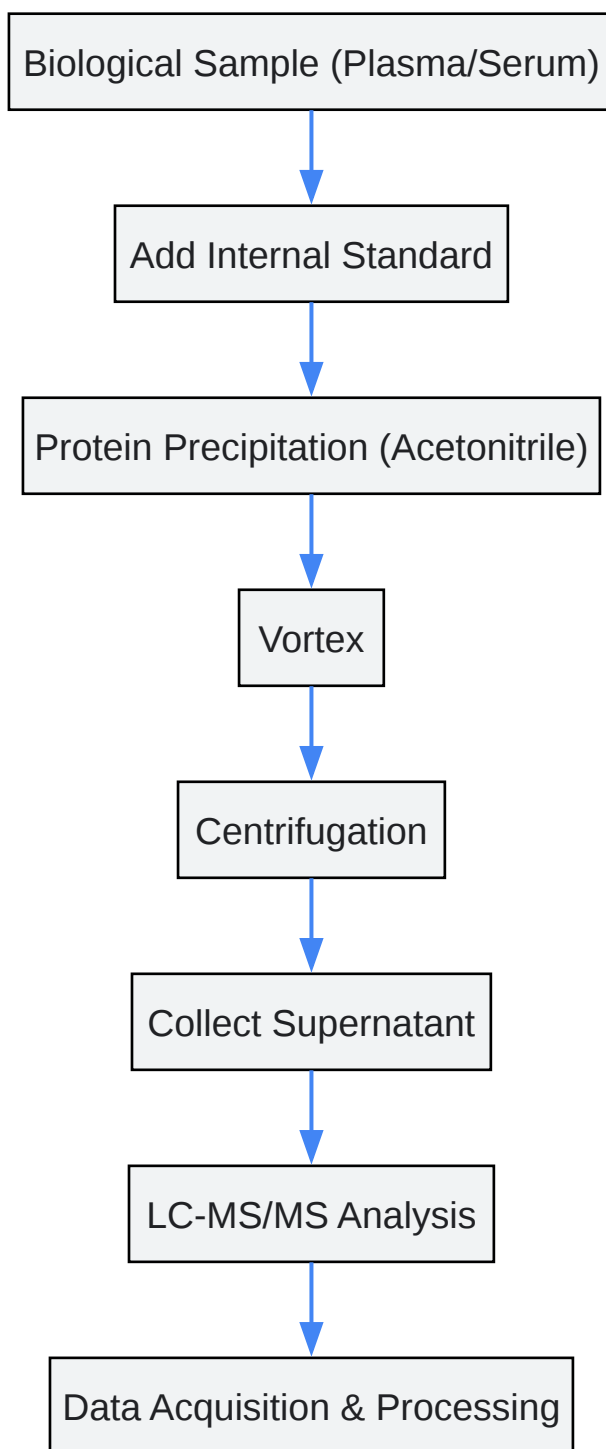 Biological Sample (Plasma/Serum)
Add Internal Standard
Protein Precipitation (Acetonitrile)
Vortex
Centrifugation
Collect Supernatant
LC-MS/MS Analysis
Data Acquisition & Processing